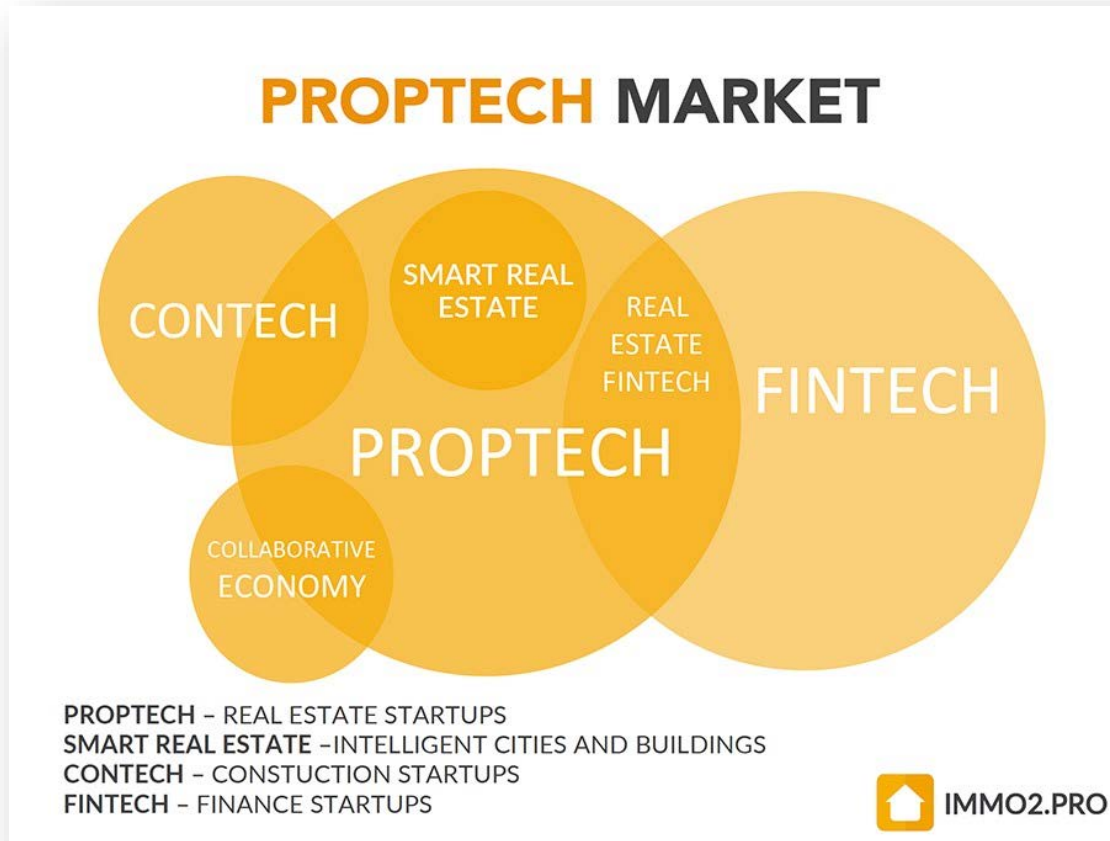 PROPTECH MARKET
CONTECH
SMART REAL
ESTATE
REAL
ESTATE
FINTECH
FINTECH
PROPTECH
COLLABORATIVE
ECONOMY
PROPTECH – REAL ESTATE STARTUPS
SMART REAL ESTATE –INTELLIGENT CITIES AND BUILDINGS
CONTECH – CONSTUCTION STARTUPS
FINTECH – FINANCE STARTUPS
IMMO2.PRO